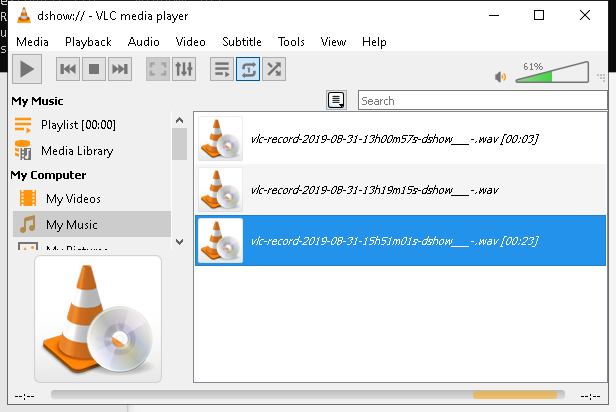 dshow:// - VLC media player
Media Playback Audio Video Subtitle Tools View Help
61%
My Music
Search
Playlist [00:00]
Media Library
My Computer
My Videos
My Music
vlc-record-2019-08-31-13h00m57s-dshow___-.wav [00:03]
vlc-record-2019-08-31-13h19m15s-dshow___-.wav
vlc-record-2019-08-31-15h51m01s-dshow___-.wav [00:23]
--:-- --:--